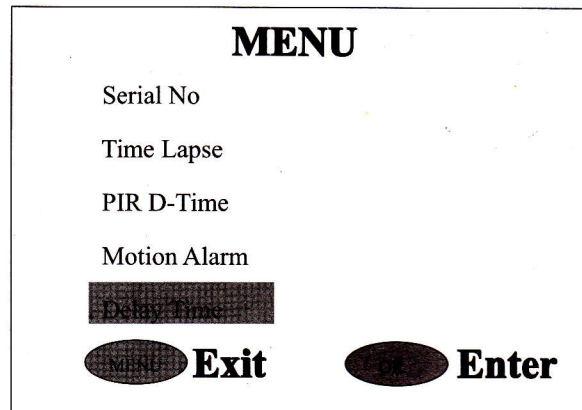 MENU
Serial No
Time Lapse
PIR D-Time
Motion Alarm
Delay Time
MENU Exit
OK Enter